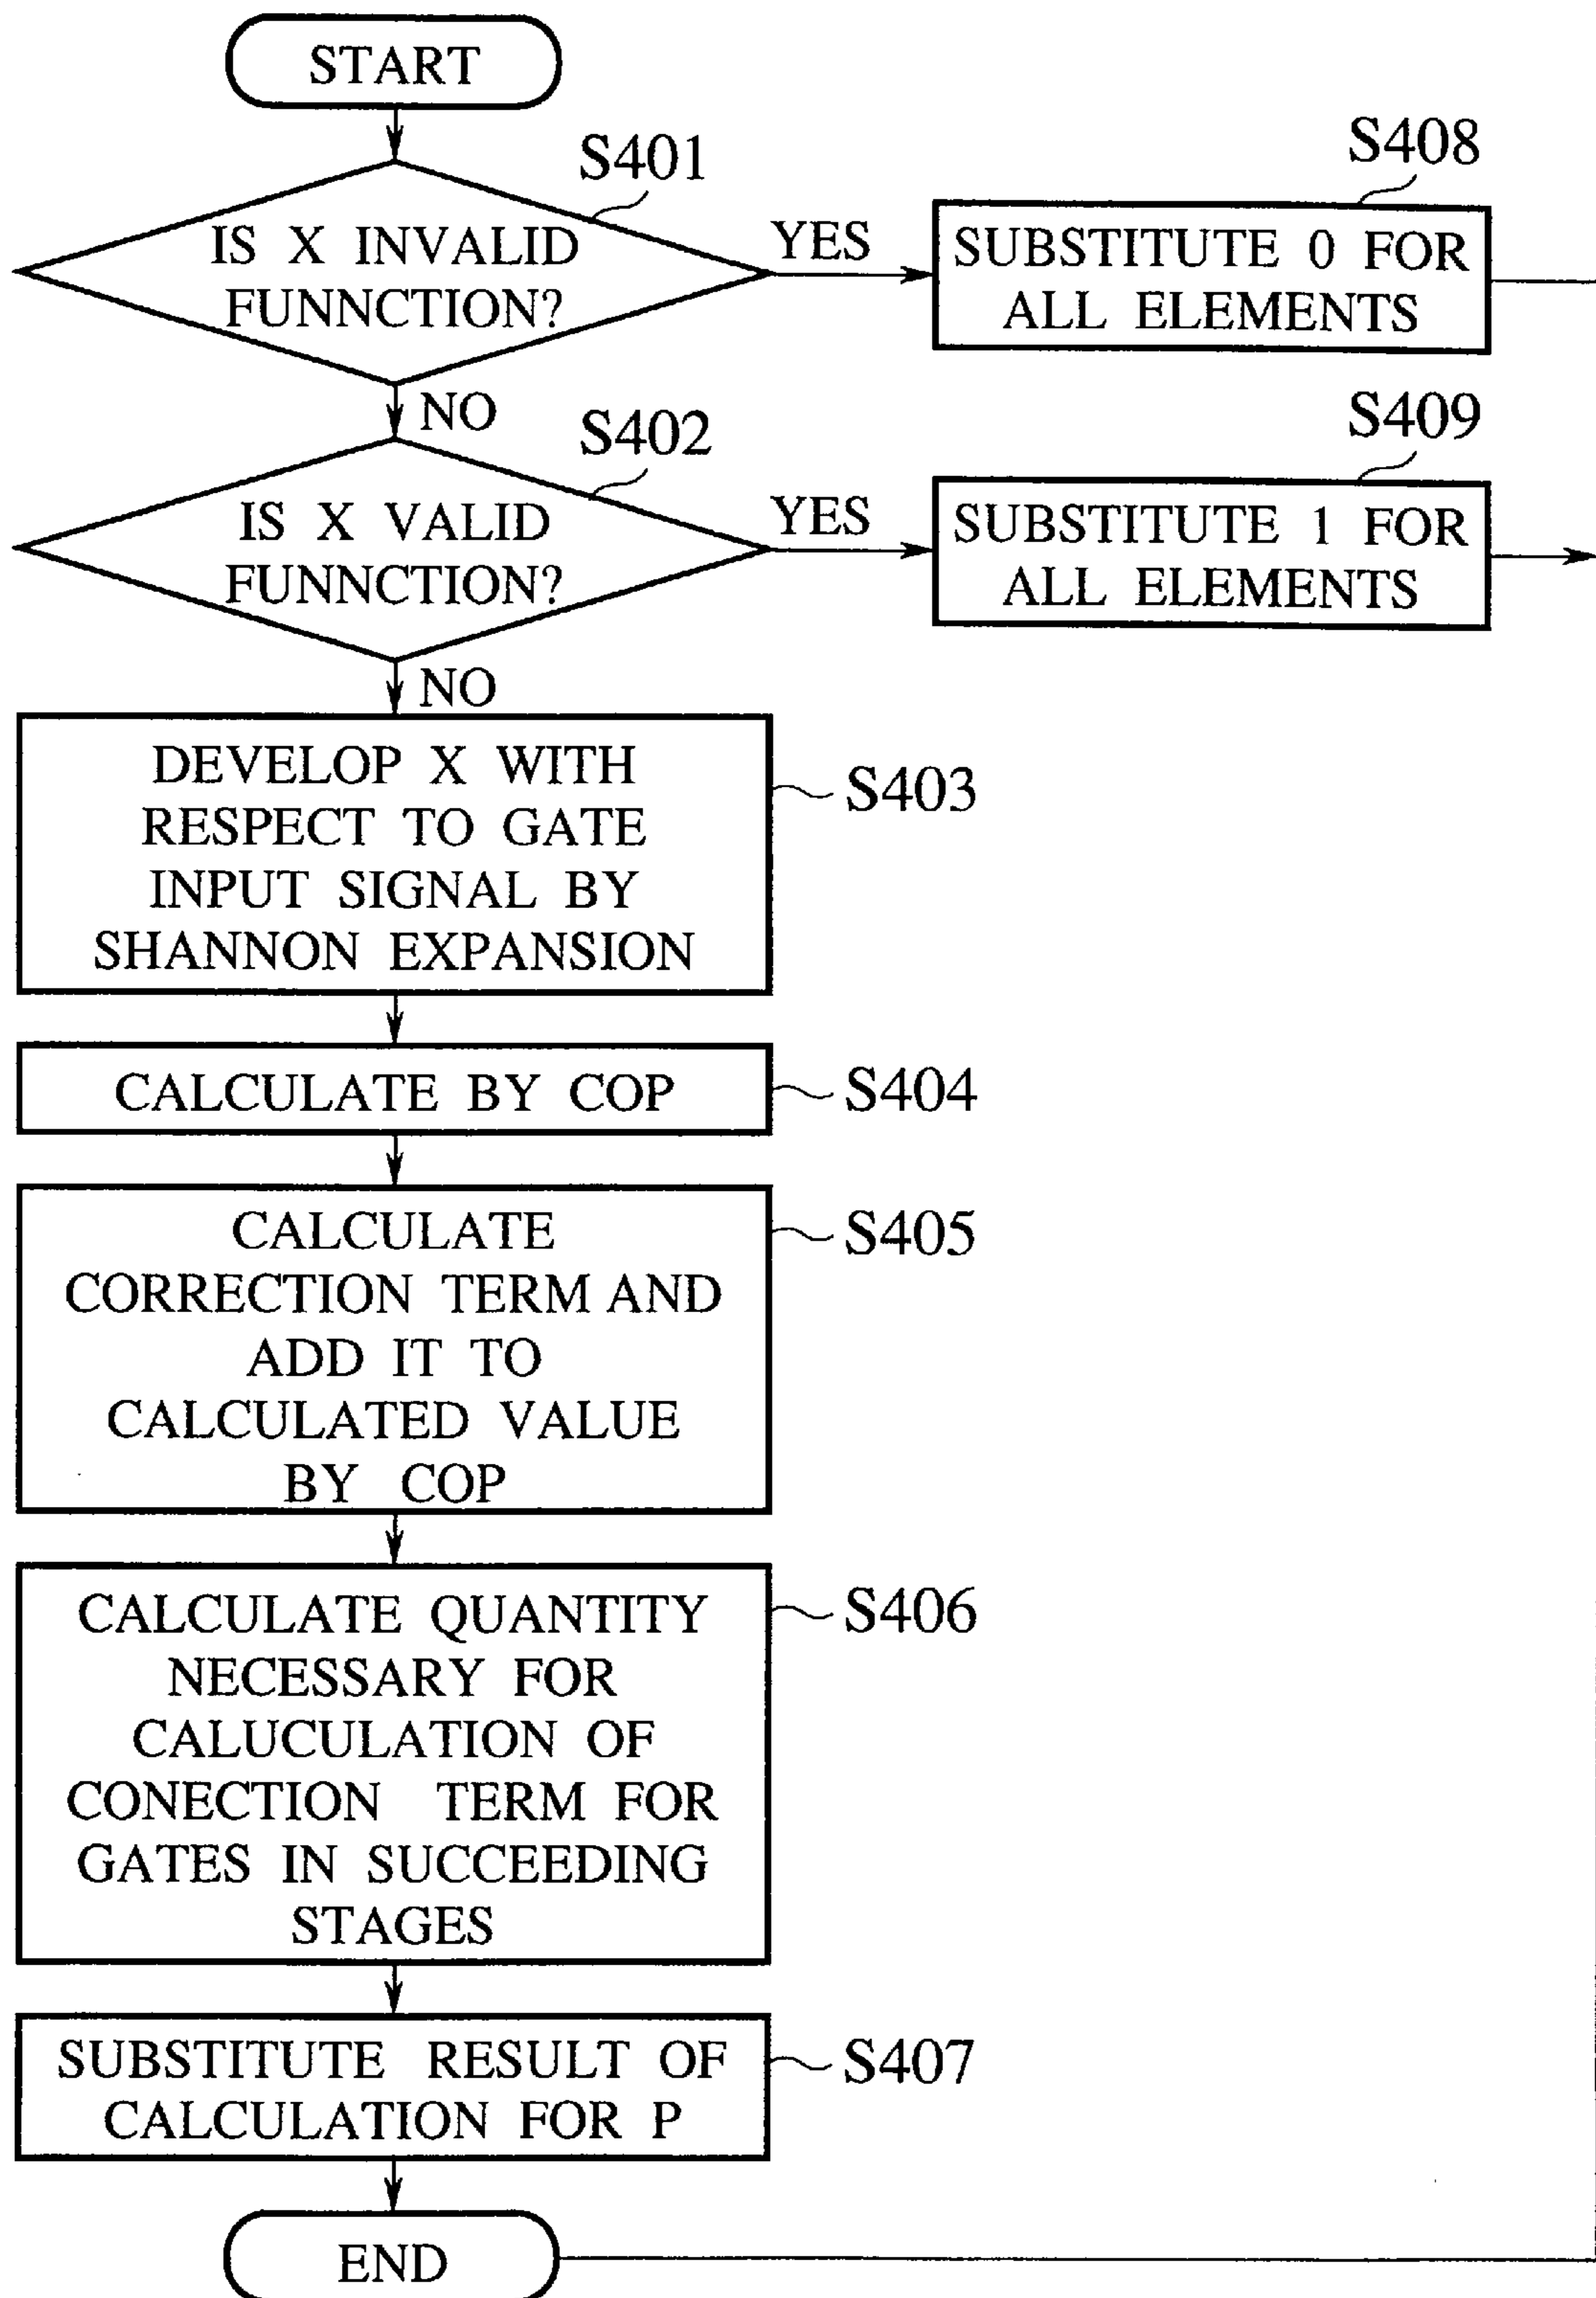 START
S401
IS X INVALID
FUNNCTION?
YES
S408
SUBSTITUTE 0 FOR
ALL ELEMENTS
NO
S402
IS X VALID
FUNNCTION?
YES
S409
SUBSTITUTE 1 FOR
ALL ELEMENTS
NO
DEVELOP X WITH
RESPECT TO GATE
INPUT SIGNAL BY
SHANNON EXPANSION
S403
CALCULATE BY COP
S404
CALCULATE
CORRECTION TERM AND
ADD IT TO
CALCULATED VALUE
BY COP
S405
CALCULATE QUANTITY
NECESSARY FOR
CALUCULATION OF
CONECTION TERM FOR
GATES IN SUCCEEDING
STAGES
S406
SUBSTITUTE RESULT OF
CALCULATION FOR P
S407
END